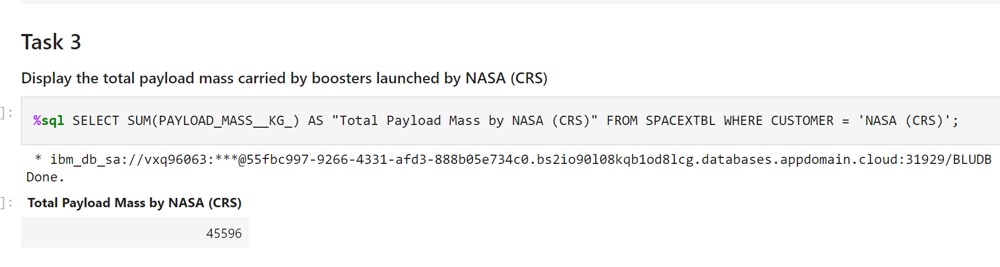 Task 3
Display the total payload mass carried by boosters launched by NASA (CRS)
]: %sql SELECT SUM(PAYLOAD_MASS__KG_) AS "Total Payload Mass by NASA (CRS)" FROM SPACEXTBL WHERE CUSTOMER = 'NASA (CRS)';
* ibm_db_sa://vxq96063:***@55fbc997-9266-4331-afd3-888b05e734c0.bs2io90l08kqb1od8lcg.databases.appdomain.cloud:31929/BLUDB
Done.
]: Total Payload Mass by NASA (CRS)
45596